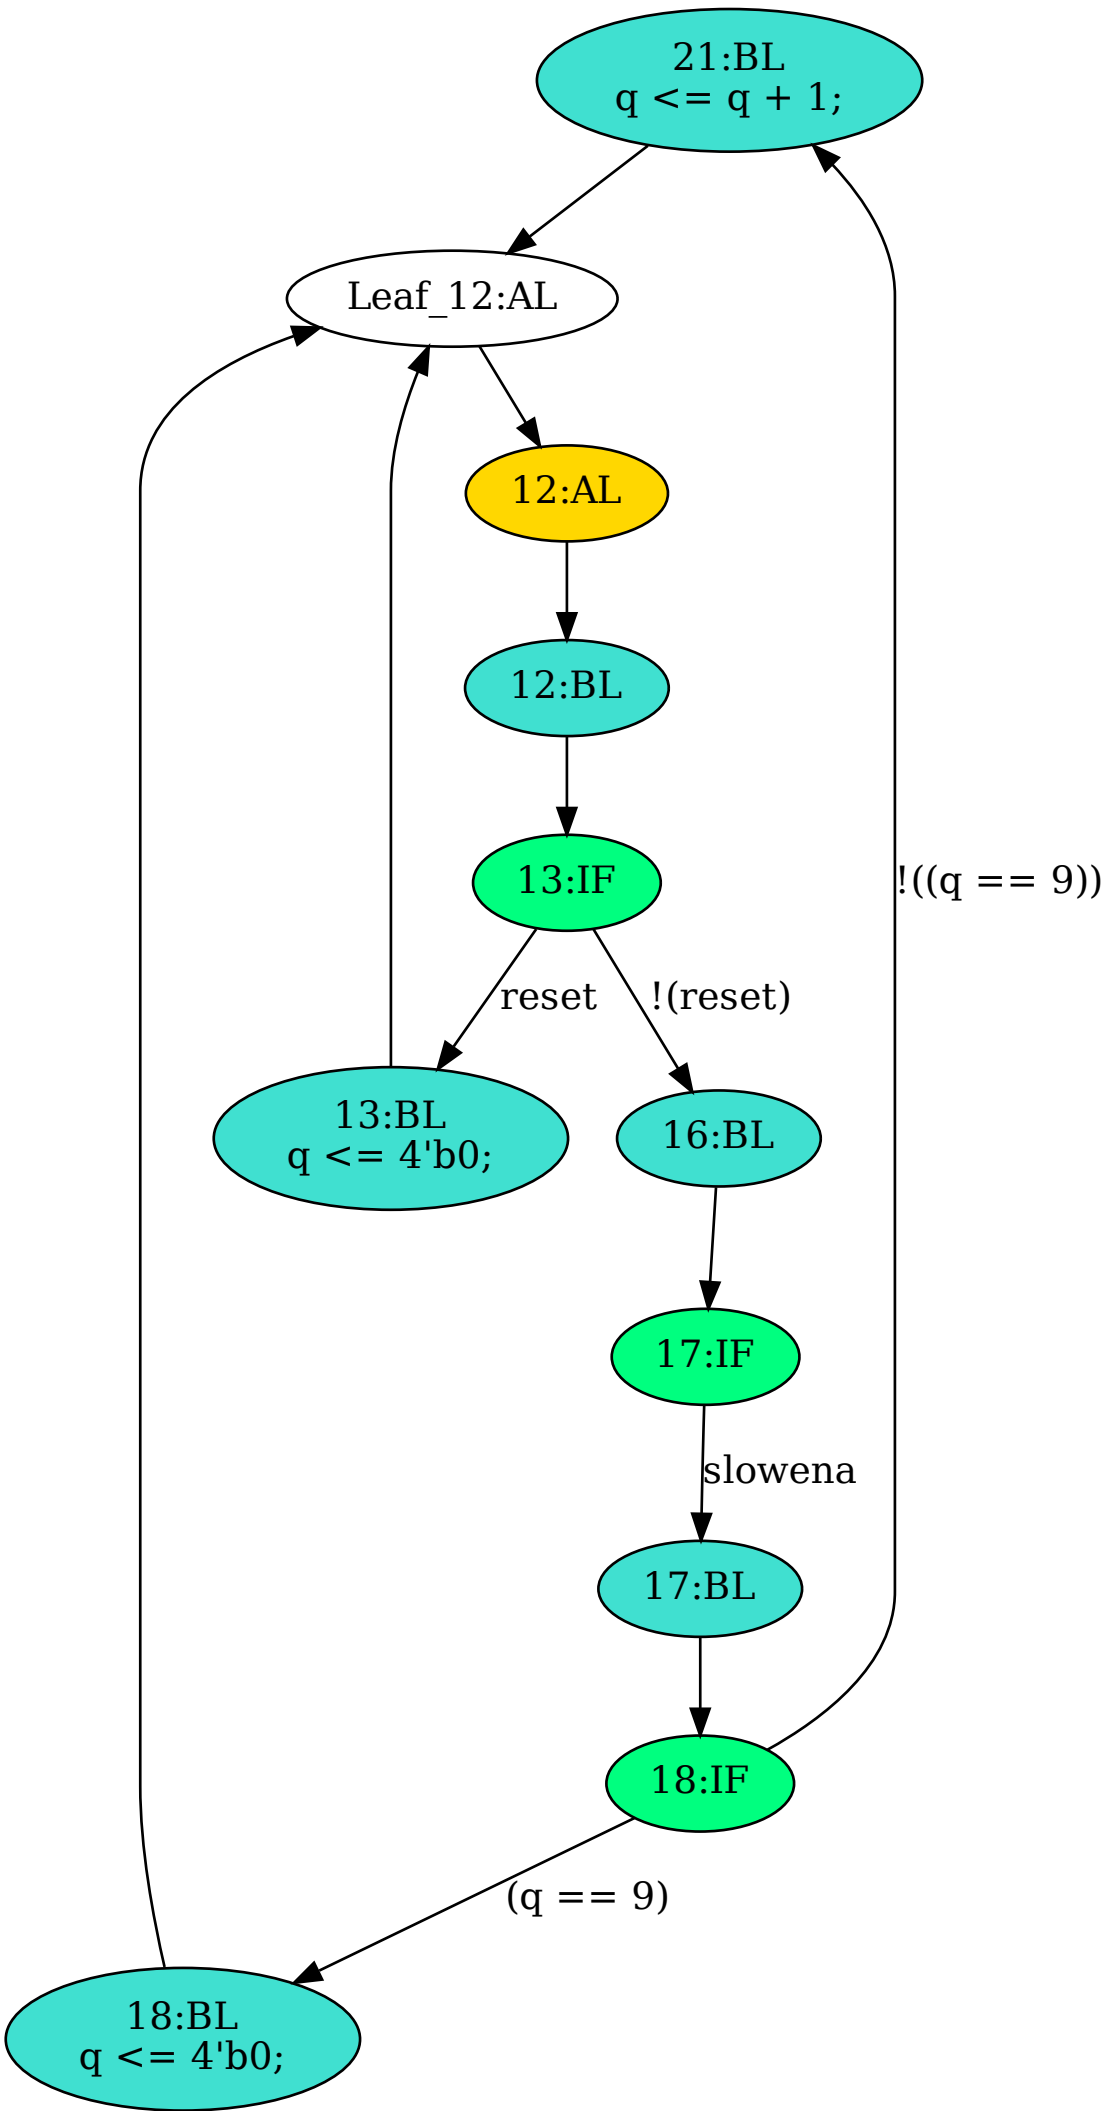 21:BL
q <= q + 1;
Leaf_12:AL
12:AL
12:BL
13:IF
!((q == 9))
reset
!(reset)
13:BL
q <= 4'b0;
16:BL
17:IF
slowena
17:BL
18:IF
(q == 9)
18:BL
q <= 4'b0;